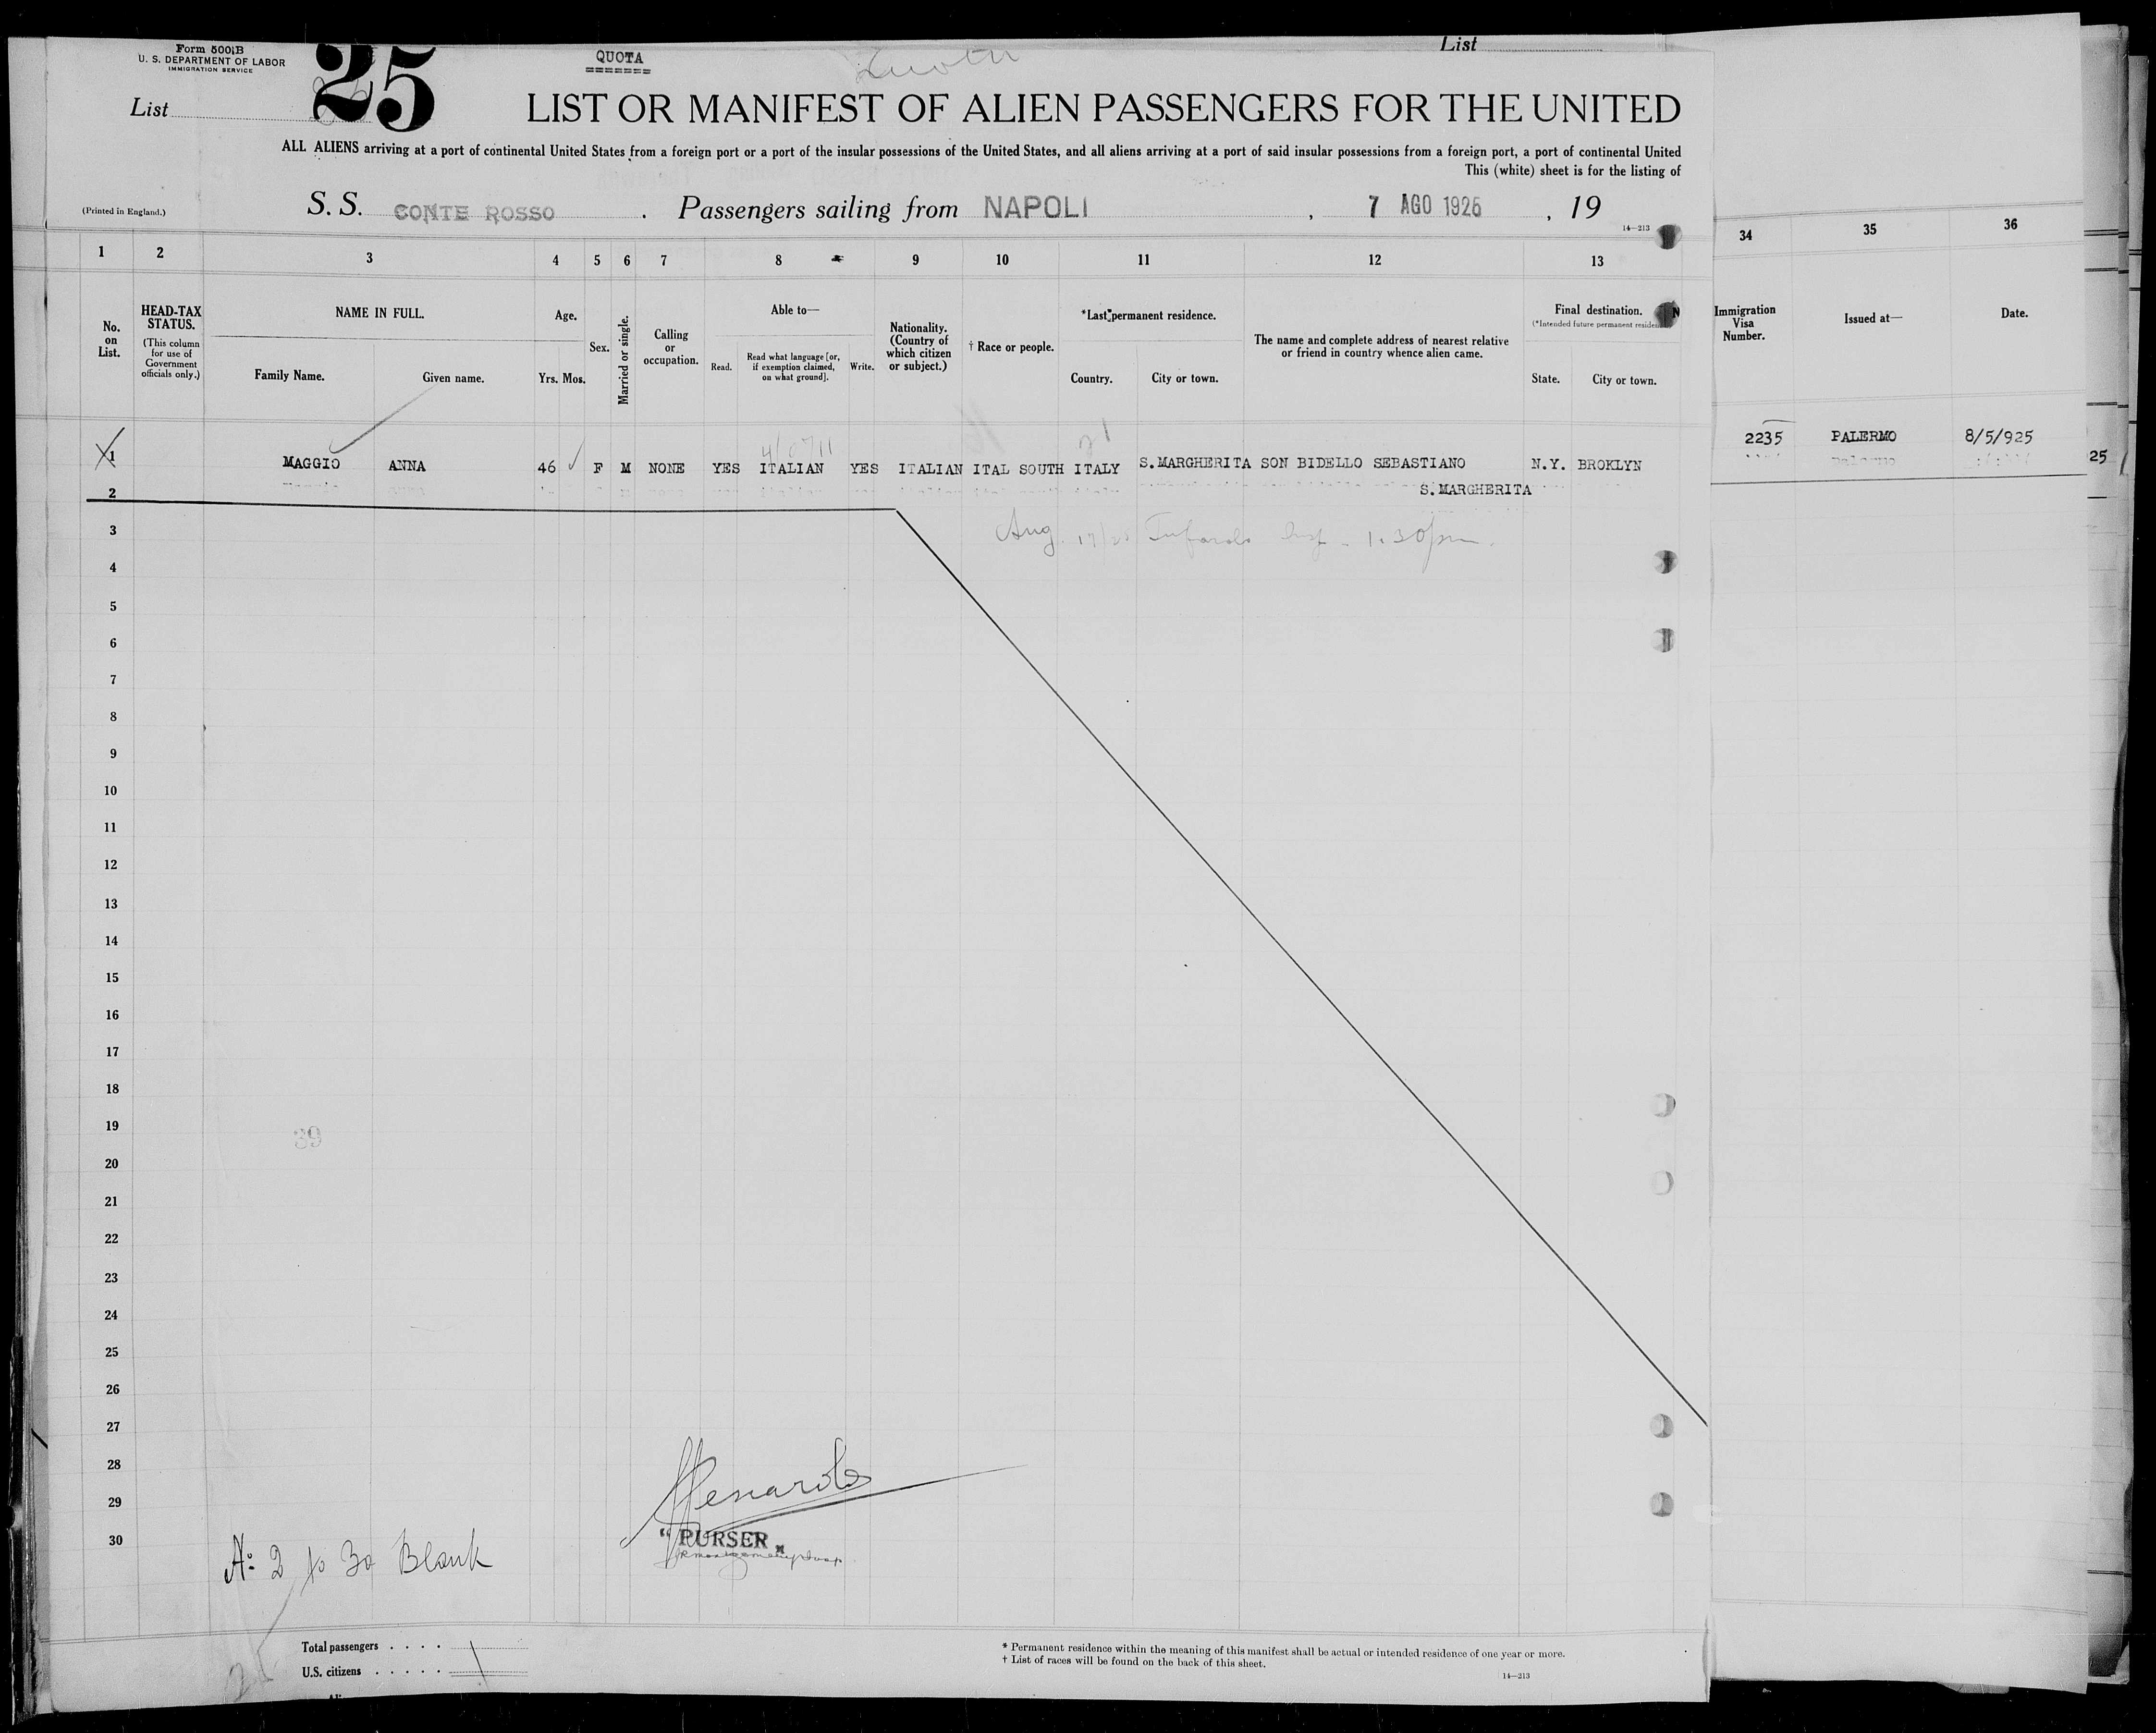 Form 500 B
U. S. DEPARTMENT OF LABOR
IMMIGRATION SERVICE
List
25
QUOTA
List
LIST OR MANIFEST OF ALIEN PASSENGERS FOR THE UNITED
ALL ALIENS arriving at a port of continental United States from a foreign port or a port of the insular possessions of the United States, and all aliens arriving at a port of said insular possessions from a foreign port, a port of continental United
This (white) sheet is for the listing of
(Printed in England.)
S. S. CONTE ROSSO . Passengers sailing from NAPOLI , 7 AGO 1925 , 19
14—213
1 2 3 4 5 6 7 8 9 10 11 12 13 34 35 36
No. on List.
HEAD-TAX STATUS.
(This column for use of Government officials only.)
NAME IN FULL.
Family Name. Given name.
Age.
Yrs. Mos.
Sex.
Married or single.
Calling or occupation.
Able to—
Read. Read what language [or, if exemption claimed, on what ground]. Write.
Nationality. (Country of which citizen or subject.)
† Race or people.
*Last permanent residence.
Country. City or town.
The name and complete address of nearest relative or friend in country whence alien came.
Final destination.
(*Intended future permanent residen
State. City or town.
Immigration Visa Number.
Issued at—
Date.
1 MAGGIO ANNA 46 F M NONE YES ITALIAN YES ITALIAN ITAL SOUTH ITALY S.MARGHERITA SON BIDELLO SEBASTIANO N.Y. BROKLYN 2235 PALERMO 8/5/925
25
2 S.MARGHERITA
3 Aug. 1.30 pm.
4
5
6
7
8
9
10
11
12
13
14
15
16
17
18
19
39
20
21
22
23
24
25
26
27
28
29
30
" PURSER "
No 2 to 30 Blank
Total passengers . . . .
U.S. citizens . . . . .
* Permanent residence within the meaning of this manifest shall be actual or intended residence of one year or more.
† List of races will be found on the back of this sheet.
14—213